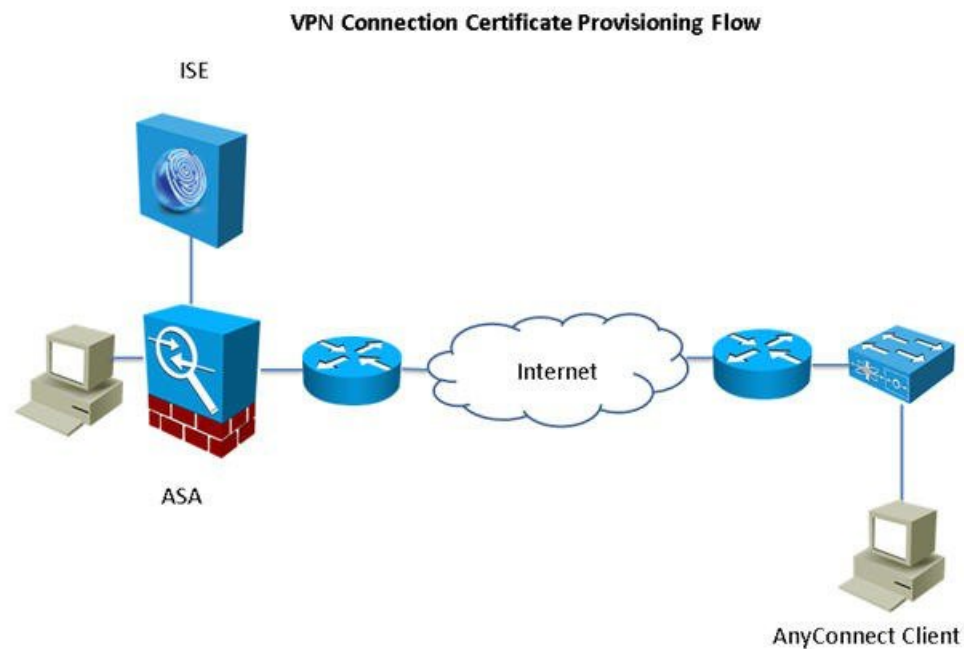 VPN Connection Certificate Provisioning Flow
ISE
Internet
ASA
AnyConnect Client